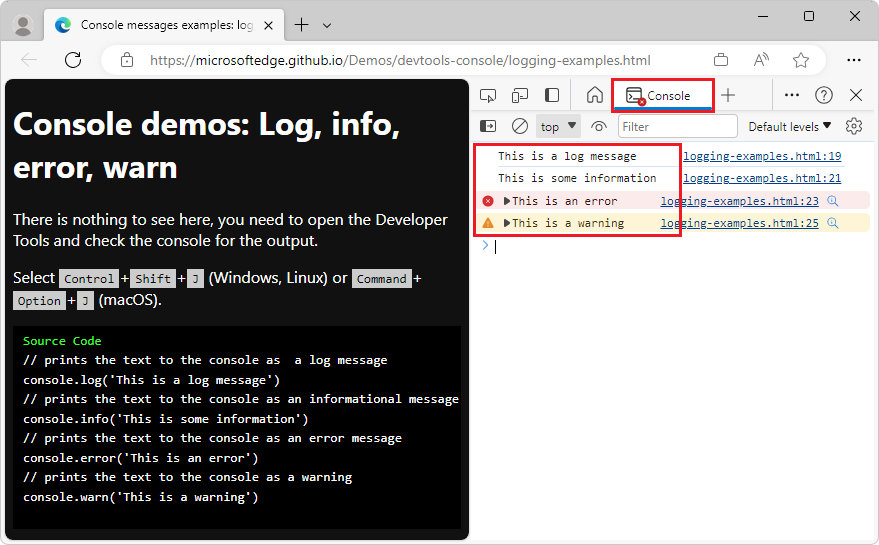 Console messages examples: log
https://microsoftedge.github.io/Demos/devtools-console/logging-examples.html
Console demos: Log, info,
error, warn
There is nothing to see here, you need to open the Developer
Tools and check the console for the output.
Select Control+Shift+J (Windows, Linux) or Command+
Option+J (macOS).
Source Code
// prints the text to the console as  a log message
console.log('This is a log message')
// prints the text to the console as an informational message
console.info('This is some information')
// prints the text to the console as an error message
console.error('This is an error')
// prints the text to the console as a warning
console.warn('This is a warning')
Console
top Filter Default levels
This is a log message logging-examples.html:19
This is some information logging-examples.html:21
This is an error logging-examples.html:23
This is a warning logging-examples.html:25